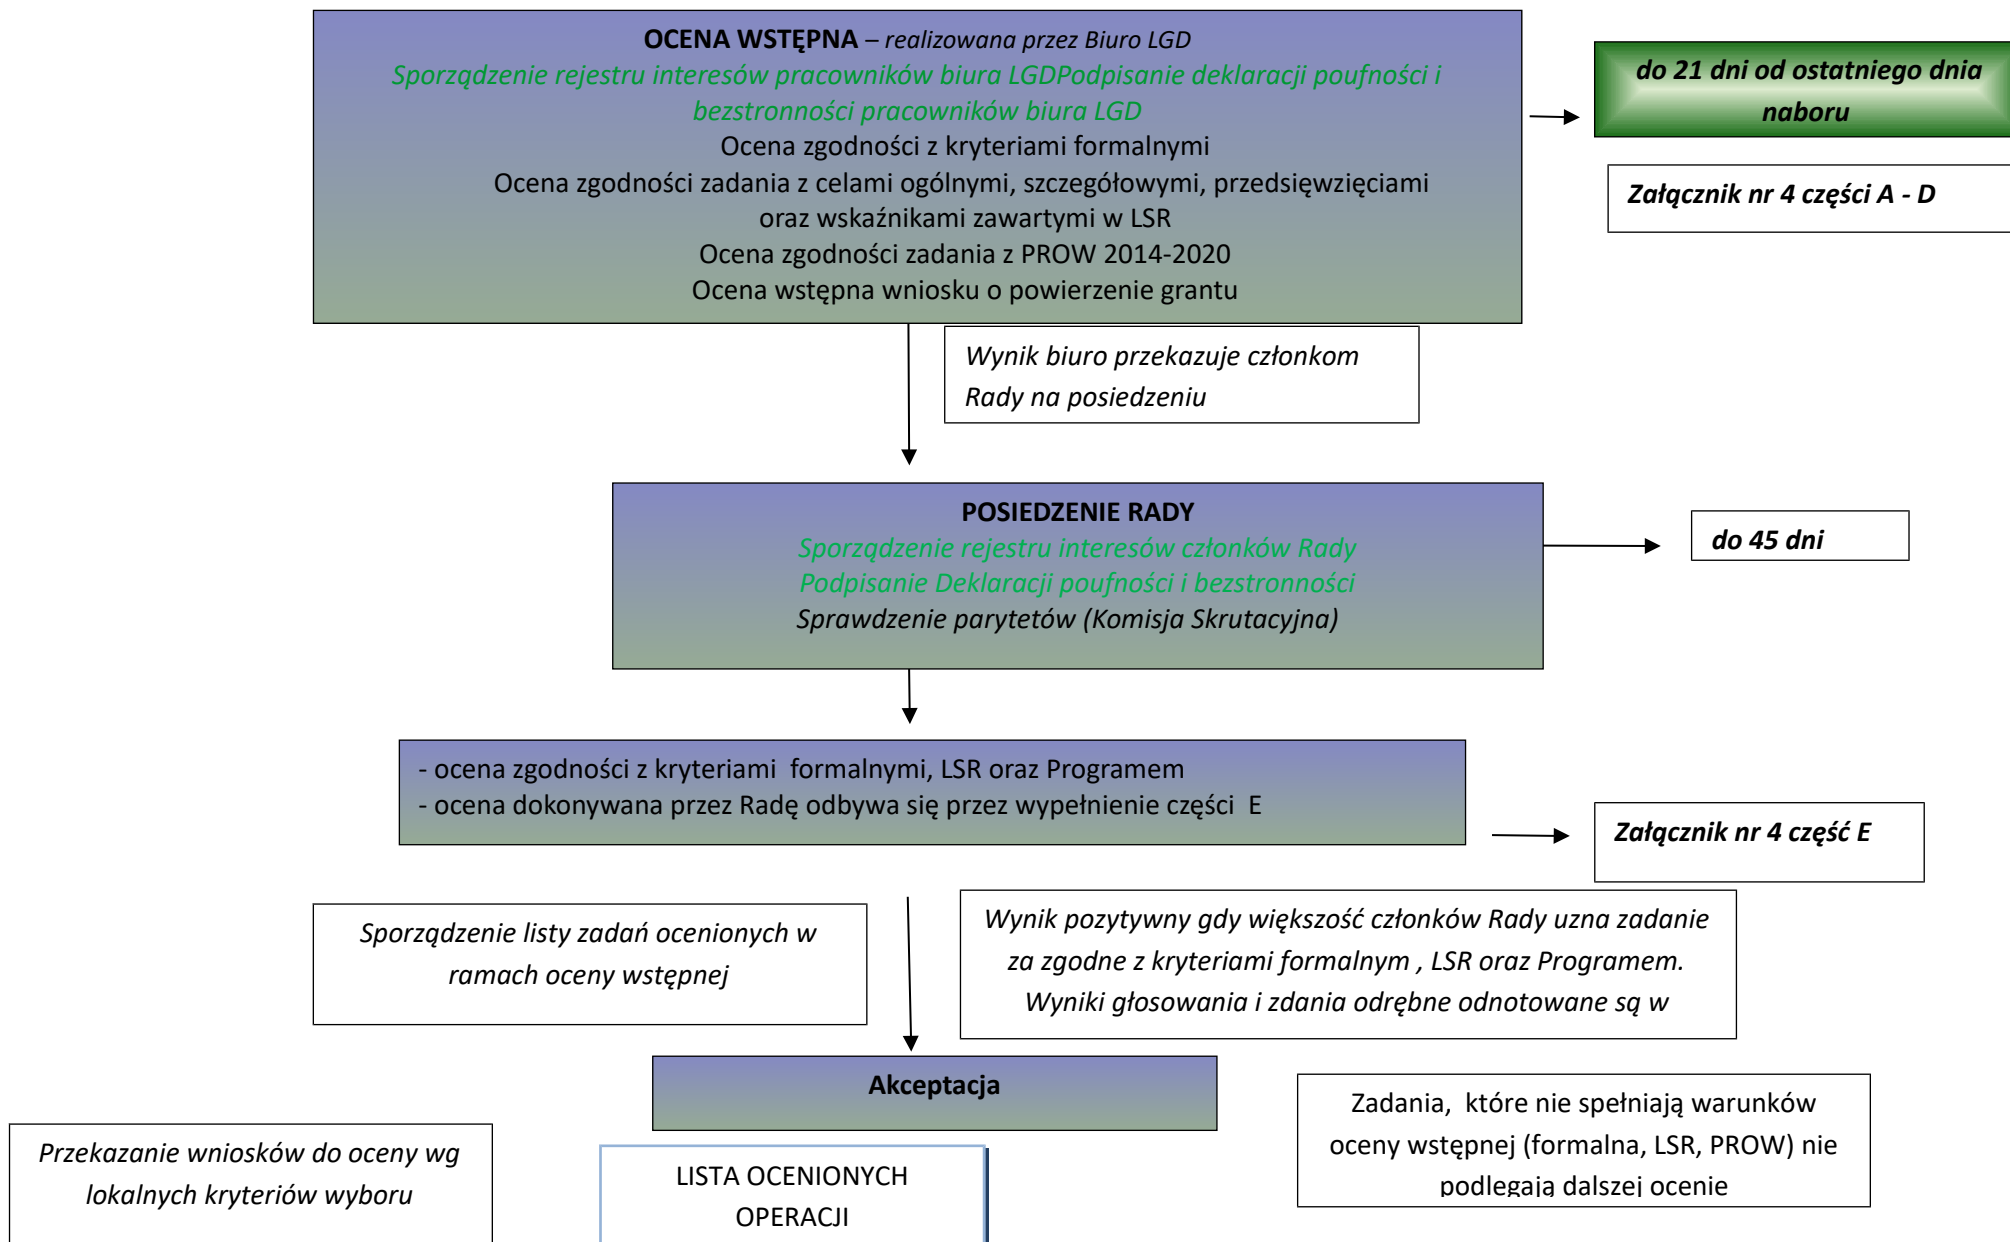 OCENA WSTĘPNA – realizowana przez Biuro LGD
Sporządzenie rejestru interesów pracowników biura LGDPodpisanie deklaracji poufności i
bezstronności pracowników biura LGD
Ocena zgodności z kryteriami formalnymi
Ocena zgodności zadania z celami ogólnymi, szczegółowymi, przedsięwzięciami
oraz wskaźnikami zawartymi w LSR
Ocena zgodności zadania z PROW 2014-2020
Ocena wstępna wniosku o powierzenie grantu
do 21 dni od ostatniego dnia
naboru
Załącznik nr 4 części A - D
Wynik biuro przekazuje członkom
Rady na posiedzeniu
POSIEDZENIE RADY
Sporządzenie rejestru interesów członków Rady
Podpisanie Deklaracji poufności i bezstronności
Sprawdzenie parytetów (Komisja Skrutacyjna)
do 45 dni
- ocena zgodności z kryteriami  formalnymi, LSR oraz Programem
- ocena dokonywana przez Radę odbywa się przez wypełnienie części  E
Załącznik nr 4 część E
Sporządzenie listy zadań ocenionych w
ramach oceny wstępnej
Wynik pozytywny gdy większość członków Rady uzna zadanie
za zgodne z kryteriami formalnym , LSR oraz Programem.
Wyniki głosowania i zdania odrębne odnotowane są w
Akceptacja
Zadania,  które nie spełniają warunków
oceny wstępnej (formalna, LSR, PROW) nie
podlegają dalszej ocenie
Przekazanie wniosków do oceny wg
lokalnych kryteriów wyboru
LISTA OCENIONYCH
OPERACJI